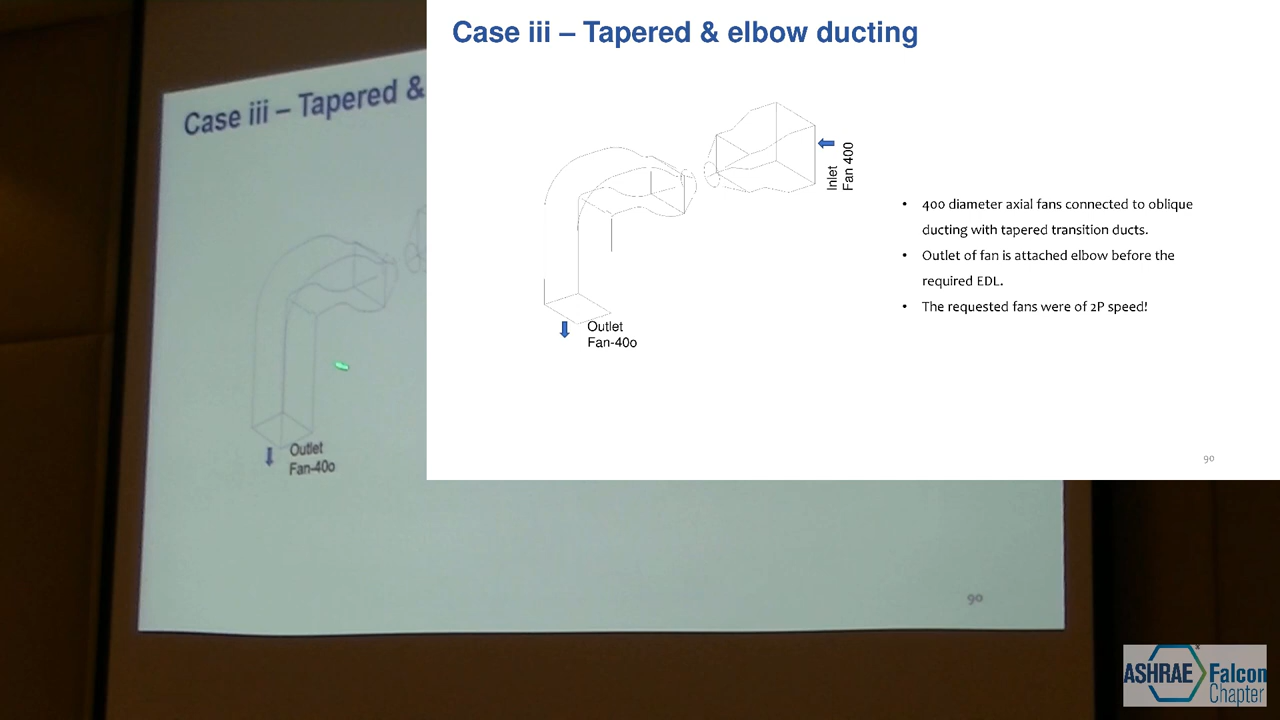 Case iii – Tapered & elbow ducting
Inlet
Fan 400
• 400 diameter axial fans connected to oblique
ducting with tapered transition ducts.
• Outlet of fan is attached elbow before the
required EDL.
• The requested fans were of 2P speed!
Outlet
Fan-40o
90
Case iii – Tapered &
Outlet
Fan-40o
90
ASHRAE Falcon
Chapter